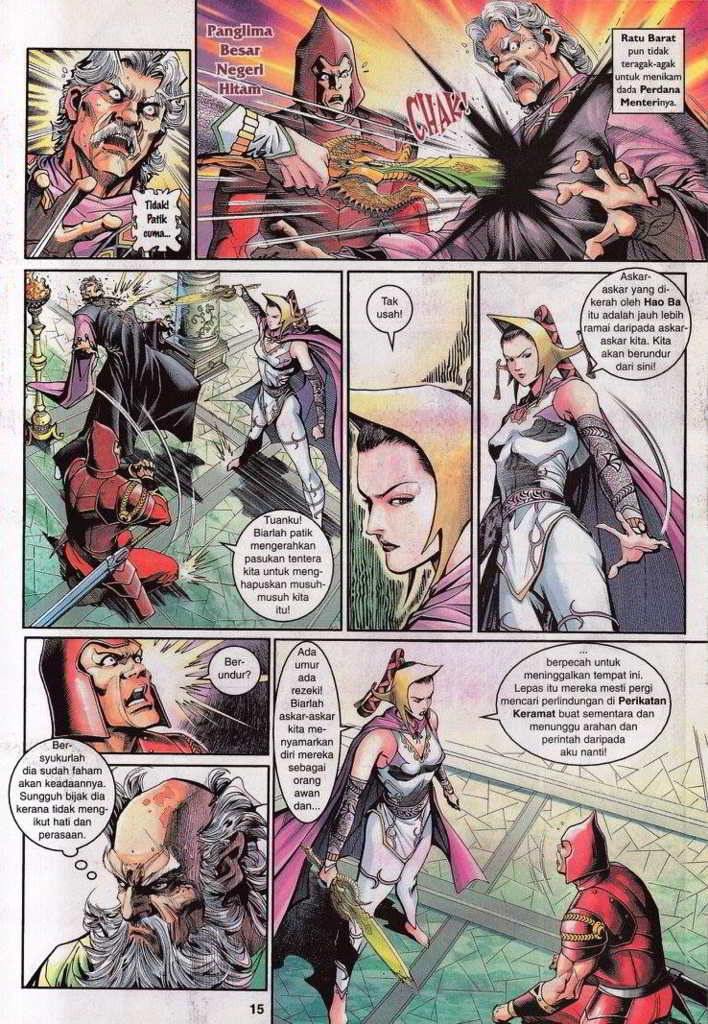 Tidak!
Patik
cuma...
Panglima
Besar
Negeri
Hitam
CHAK!
Ratu Barat
pun tidak
teragak-agak
untuk menikam
dada Perdana
Menterinya.
Tuanku!
Biarlah patik
mengerahkan
pasukan tentera
kita untuk meng-
hapuskan musuh-
musuh kita
itu!
Tak
usah!
Askar-
askar yang di-
kerah oleh Hao Ba
itu adalah jauh lebih
ramai daripada askar-
askar kita. Kita
akan berundur
dari sini!
Ber-
undur?
Ber-
syukurlah
dia sudah faham
akan keadaannya.
Sungguh bijak dia
kerana tidak meng-
ikut hati dan
perasaan.
Ada
umur
ada
rezeki!
Biarlah
askar-askar
kita me-
nyamarkan
diri mereka
sebagai
orang
awan
dan...
...
berpecah untuk
meninggalkan tempat ini.
Lepas itu mereka mesti pergi
mencari perlindungan di Perikatan
Keramat buat sementara dan
menunggu arahan dan
perintah daripada
aku nanti!
15